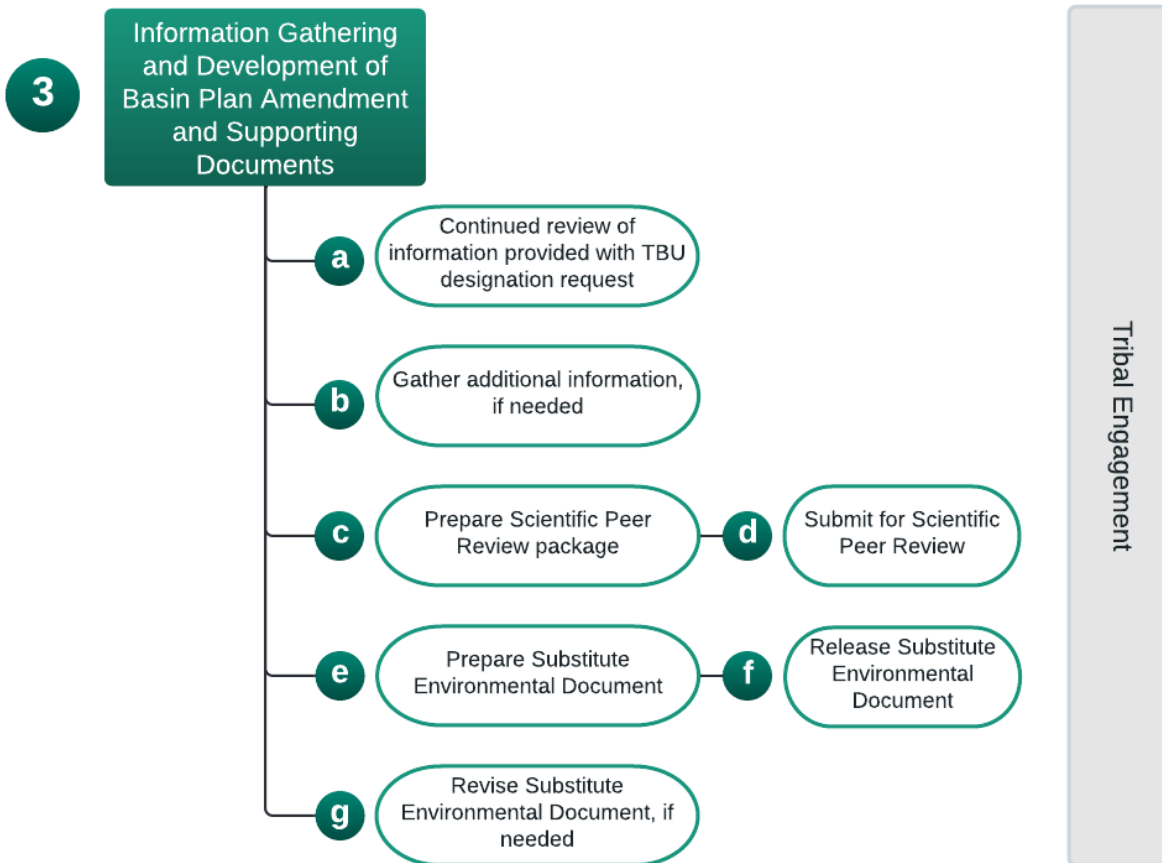 3
Information Gathering
and Development of
Basin Plan Amendment
and Supporting
Documents
a
Continued review of
information provided with TBU
designation request
b
Gather additional information,
if needed
c
Prepare Scientific Peer
Review package
d
Submit for Scientific
Peer Review
e
Prepare Substitute
Environmental Document
f
Release Substitute
Environmental
Document
g
Revise Substitute
Environmental Document, if
needed
Tribal Engagement